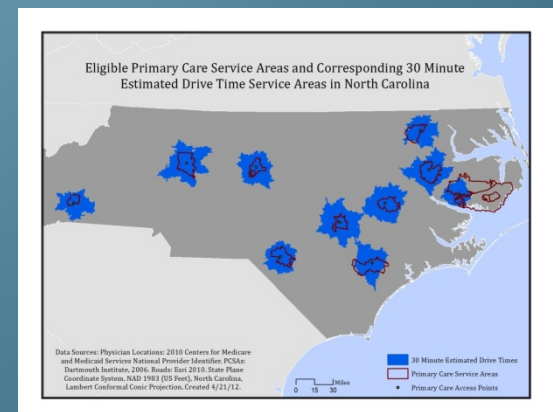 Eligible Primary Care Service Areas and Corresponding 30 Minute
Estimated Drive Time Service Areas in North Carolina
Data Sources: Physician Locations: 2010 Centers for Medicare
and Medicaid Services National Provider Identifier. PCSAs:
Dartmouth Institute, 2006. Roads: Esri 2010. State Plane
Coordinate System, NAD 1983 (US Feet), North Carolina,
Lambert Conformal Conic Projection. Created 4/21/12.
Miles
0 15 30
30 Minute Estimated Drive Times
Primary Care Service Areas
Primary Care Access Points